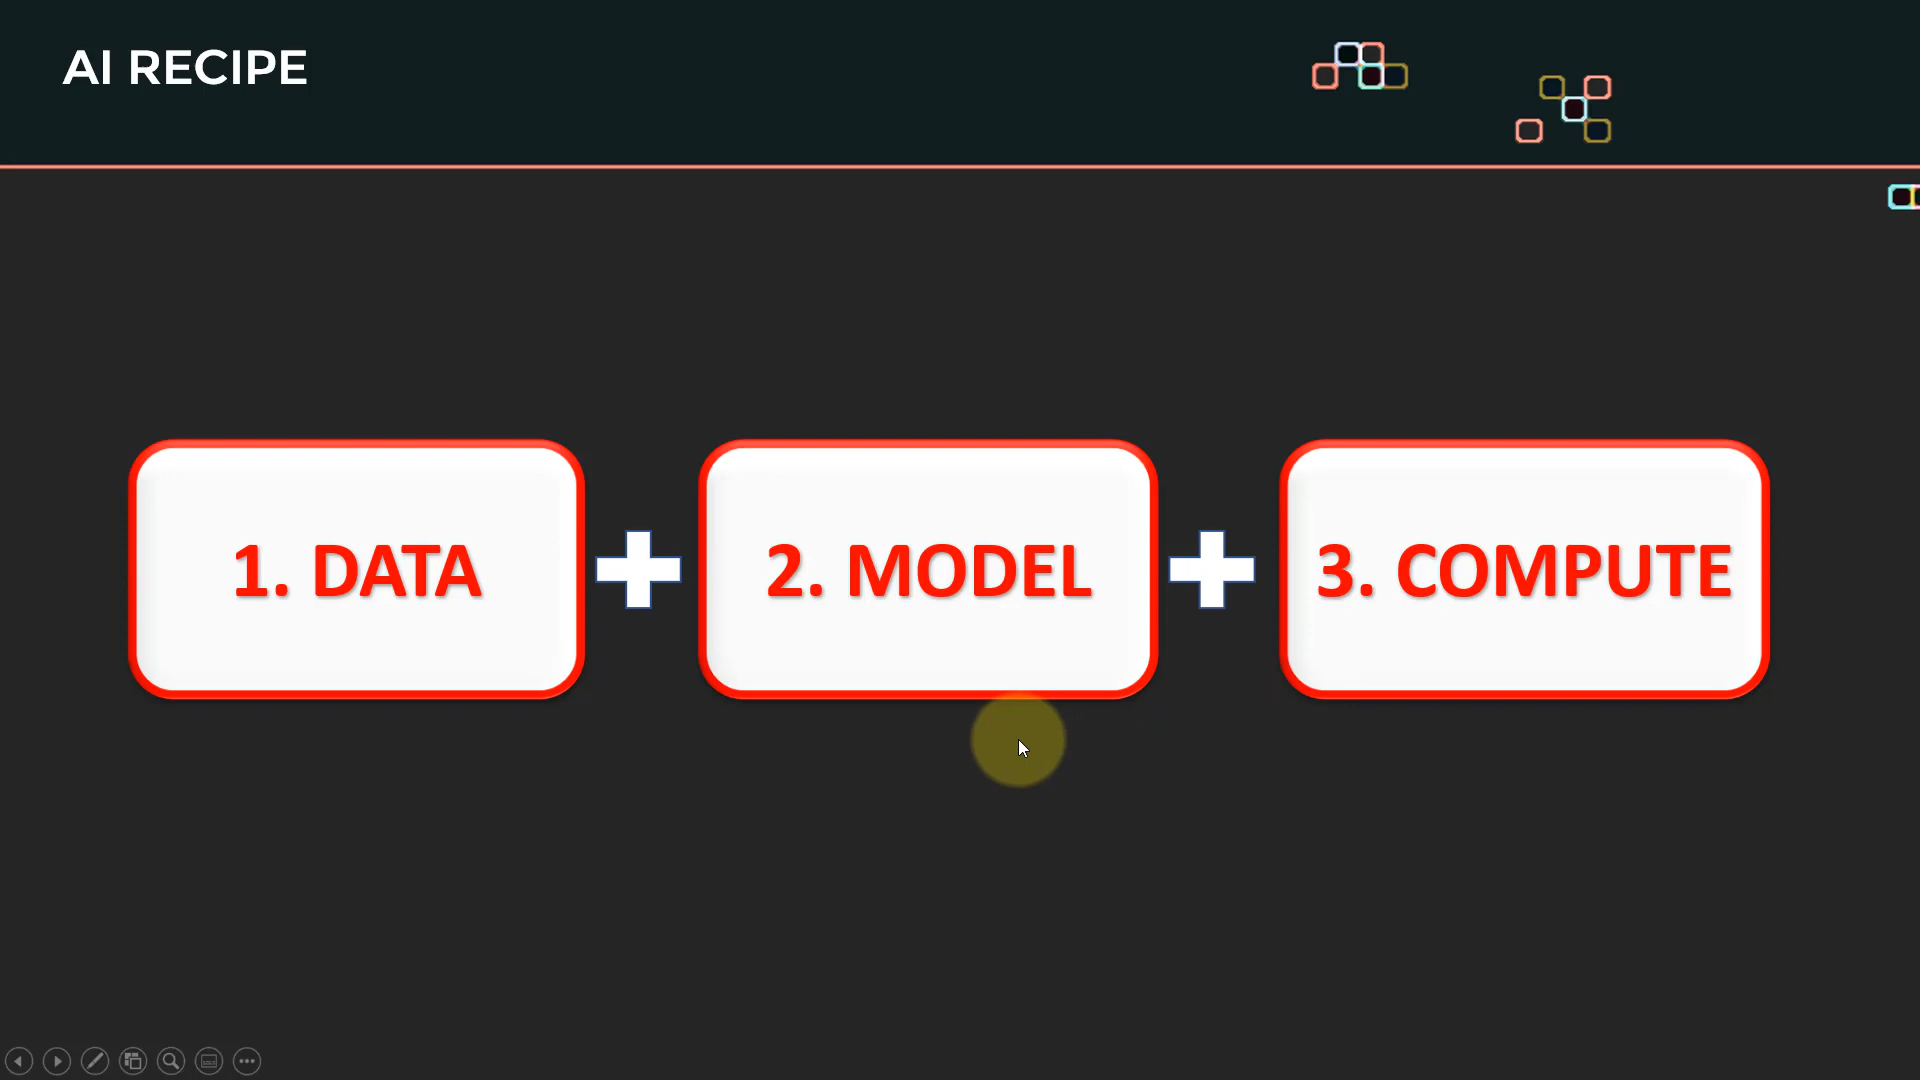 AI RECIPE
1. DATA
2. MODEL
3. COMPUTE